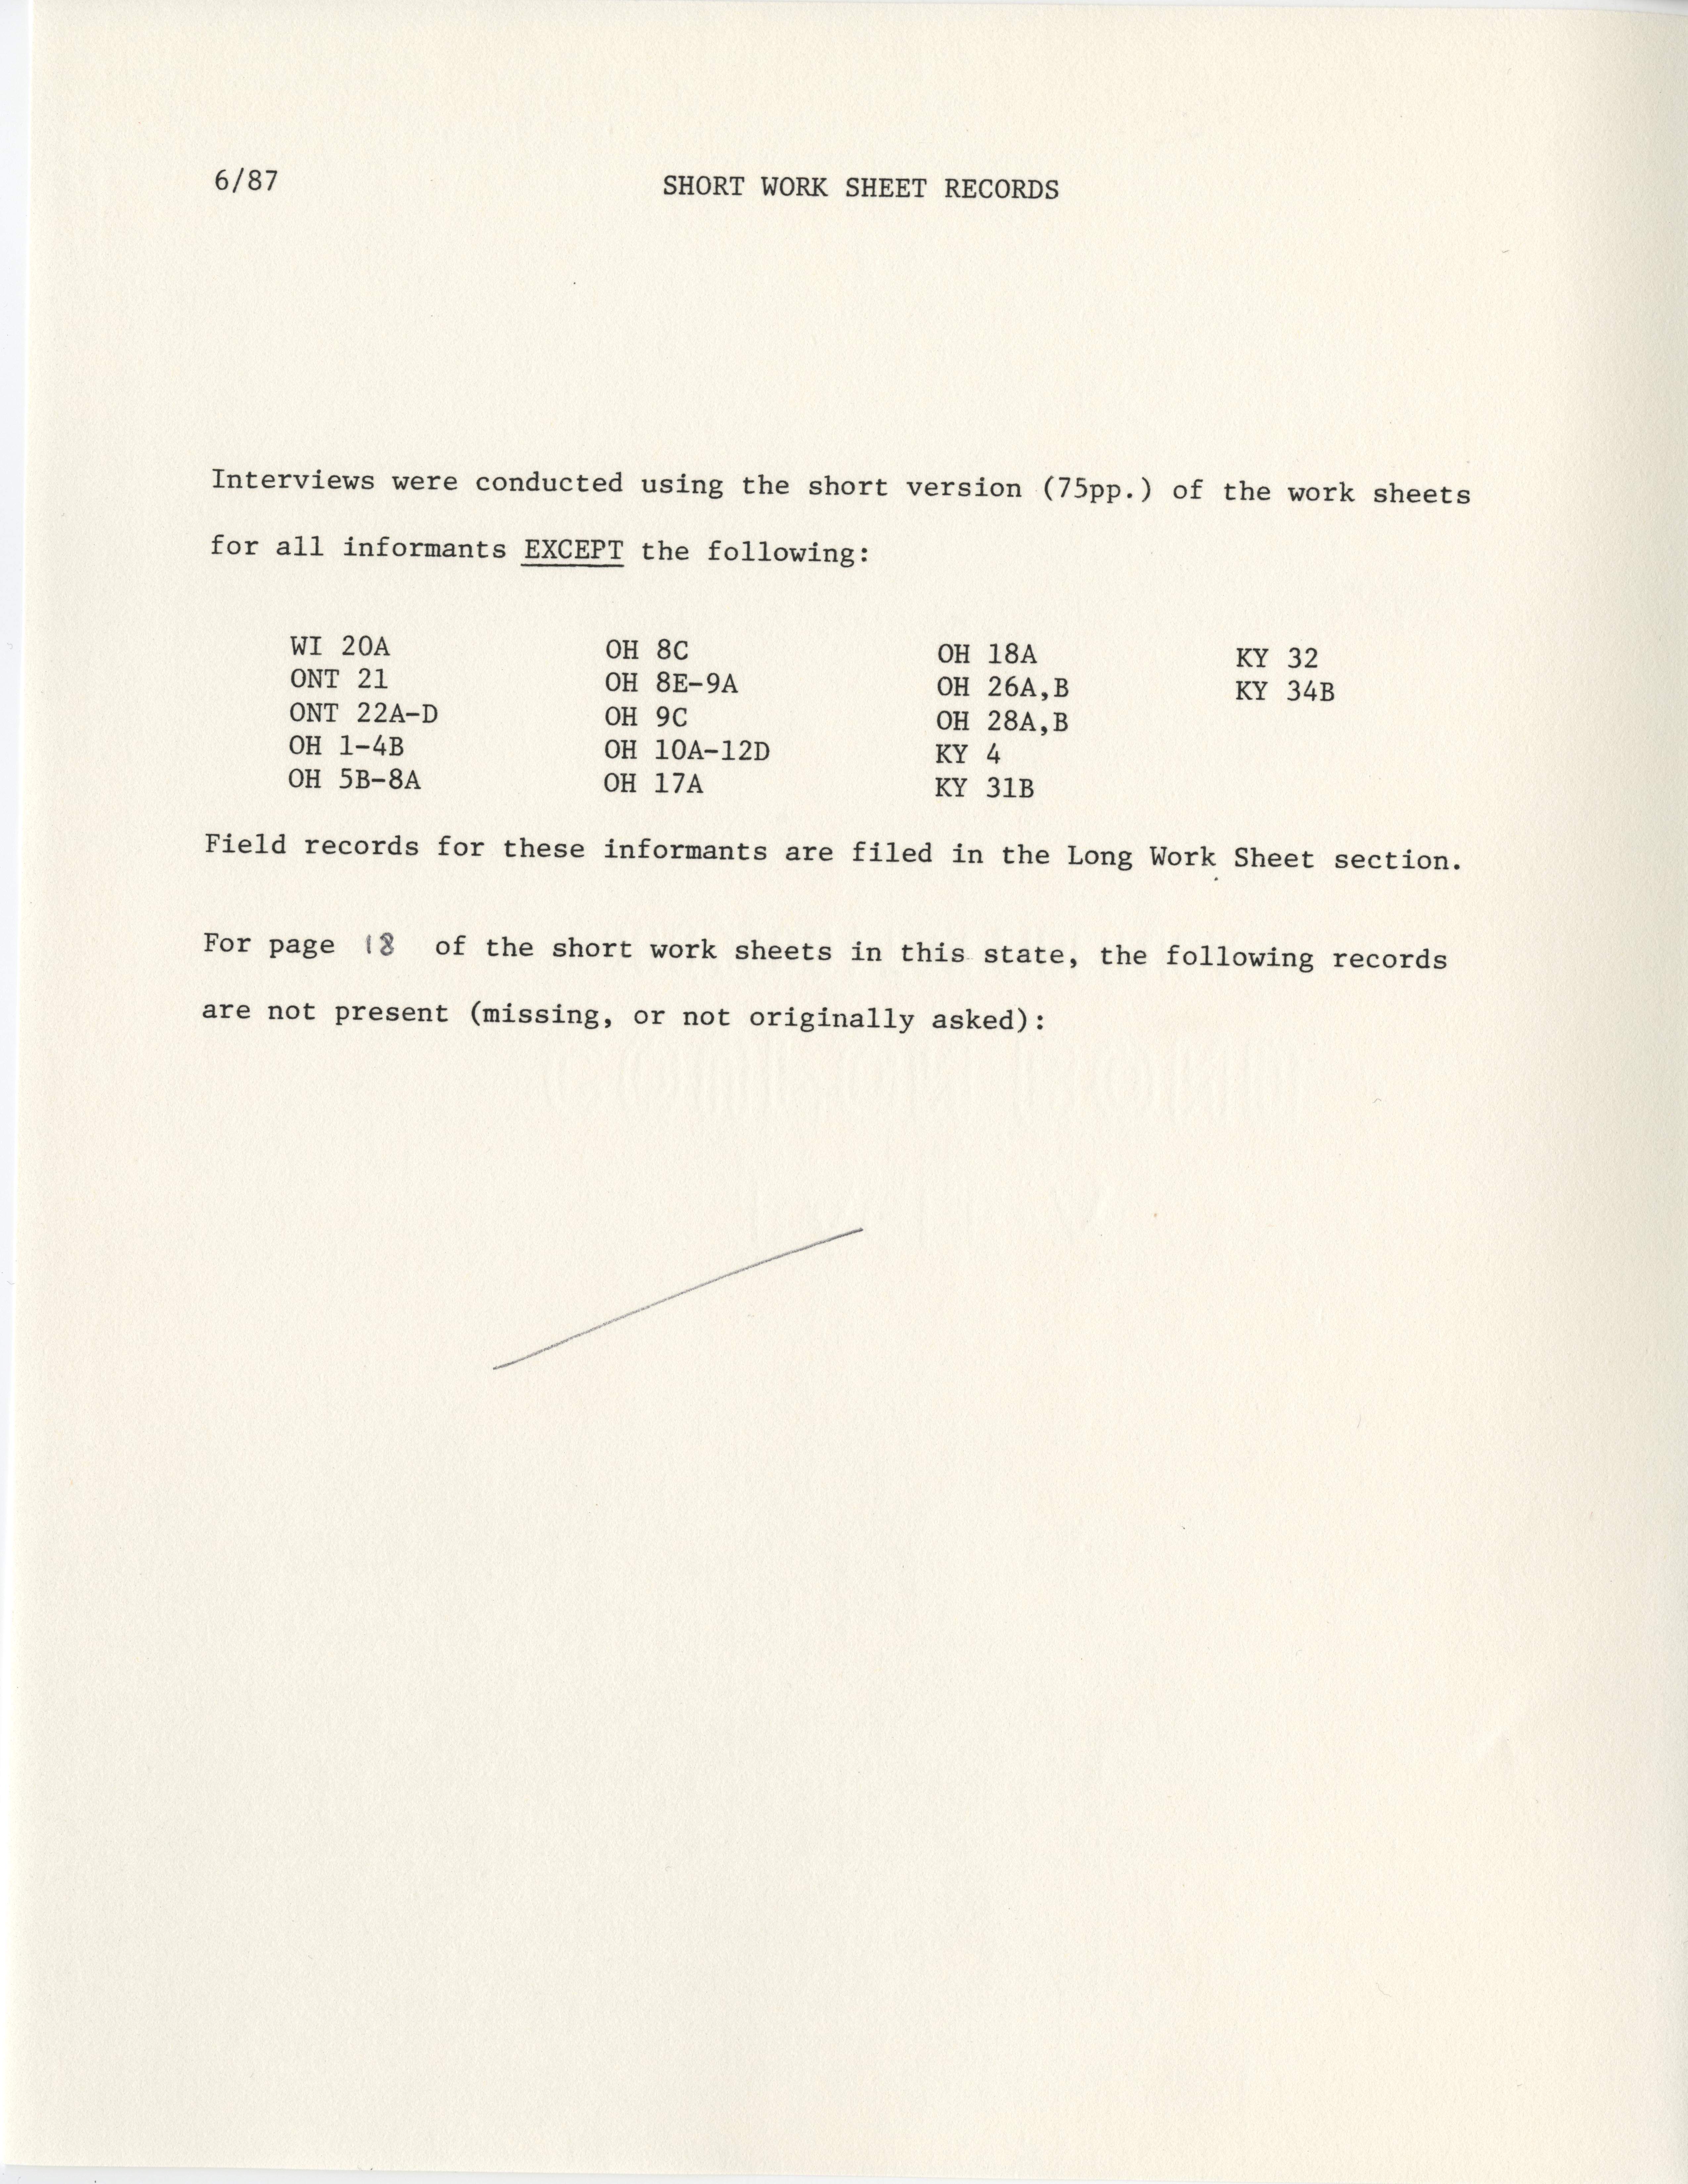 6/87 SHORT WORK SHEET RECORDS
Interviews were conducted using the short version (75pp.) of the work sheets
for all informants EXCEPT the following:
WI 20A OH 8C OH 18A KY 32
ONT 21 OH 8E-9A OH 26A,B KY 34B
ONT 22A-D OH 9C OH 28A,B
OH 1-4B OH 10A-12D KY 4
OH 5B-8A OH 17A KY 31B
Field records for these informants are filed in the Long Work Sheet section.
For page 18 of the short work sheets in this state, the following records
are not present (missing, or not originally asked):